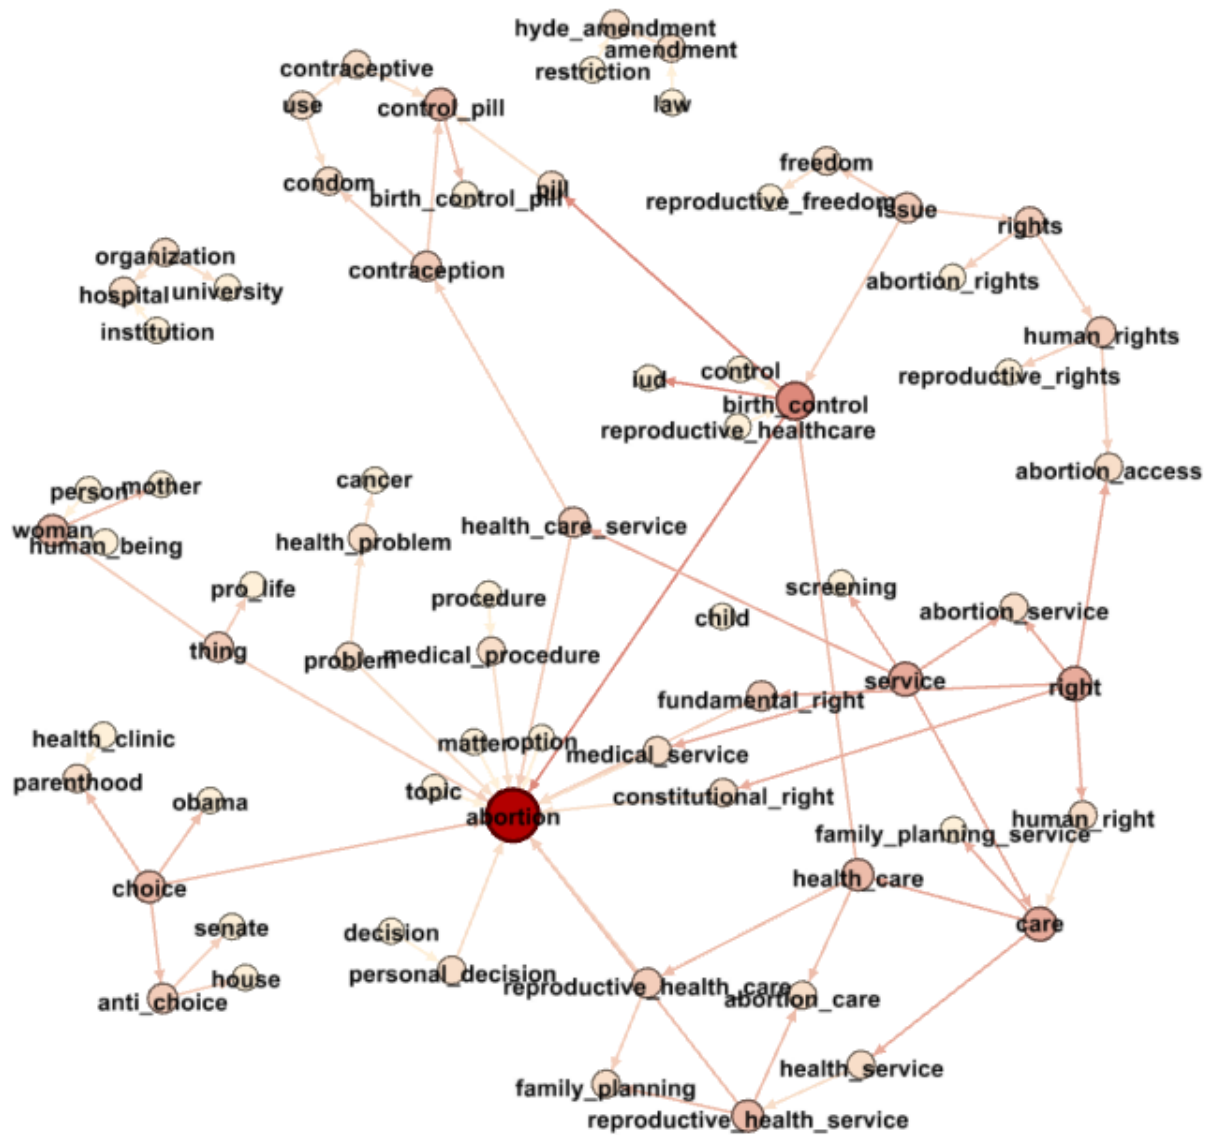 hyde_amendment
amendment
restriction
law
contraceptive
use
control_pill
condom
birth_control_pill
pill
contraception
freedom
reproductive_freedom
issue
rights
abortion_rights
organization
hospital
university
institution
human_rights
reproductive_rights
control
iud
birth_control
reproductive_healthcare
abortion_access
cancer
person
mother
woman
human_being
health_problem
health_care_service
pro_life
procedure
screening
abortion_service
child
thing
problem
medical_procedure
service
right
fundamental_right
health_clinic
matter
option
medical_service
parenthood
obama
topic
constitutional_right
abortion
human_right
family_planning_service
choice
health_care
senate
decision
care
house
personal_decision
anti_choice
reproductive_health_care
abortion_care
health_service
family_planning
reproductive_health_service